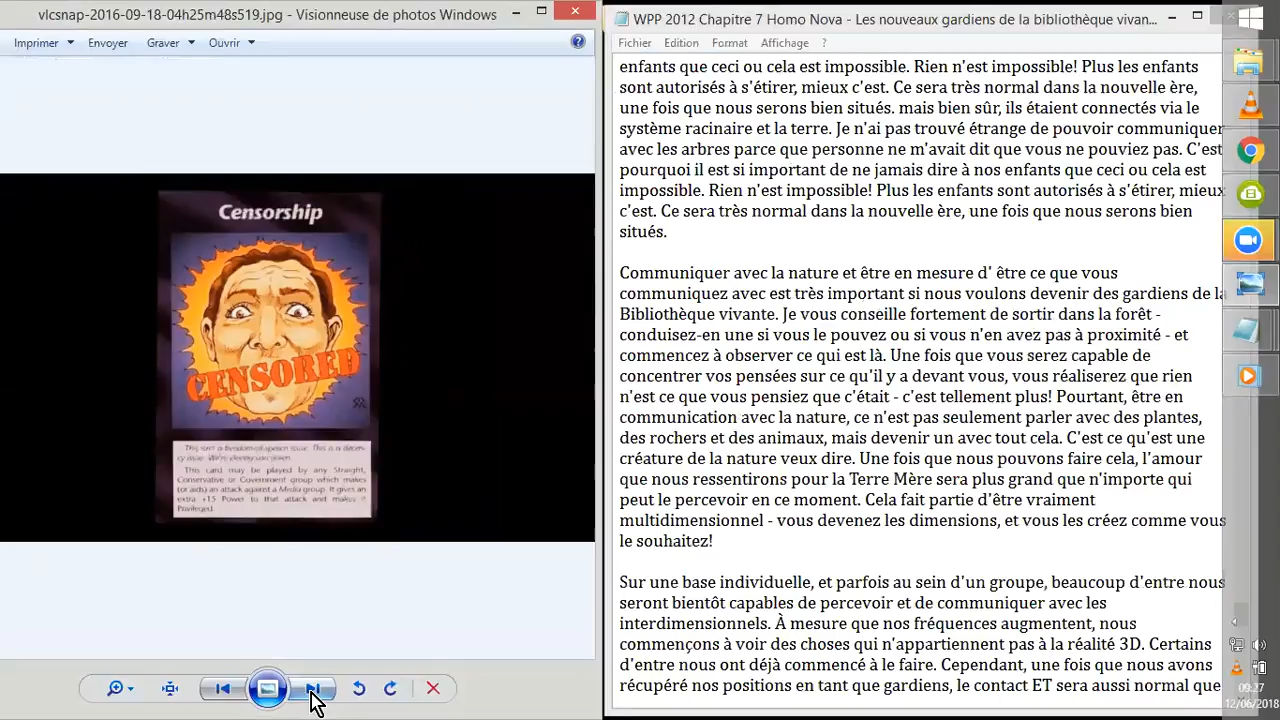 vlcsnap-2016-09-18-04h25m48s519.jpg - Visionneuse de photos Windows
Imprimer Envoyer Graver Ouvrir
Censorship
CENSORED
This isn't a freedom-of-speech issue. This is a
This card may be played by any Straight,
Conservative or Government group which makes
(or aids) an attack against a Media group. It gives an
extra +15 Power to that attack and makes it
Privileged.
WPP 2012 Chapitre 7 Homo Nova - Les nouveaux gardiens de la bibliothèque vivan...
Fichier Edition Format Affichage ?
enfants que ceci ou cela est impossible. Rien n'est impossible! Plus les enfants
sont autorisés à s'étirer, mieux c'est. Ce sera très normal dans la nouvelle ère,
une fois que nous serons bien situés. mais bien sûr, ils étaient connectés via le
système racinaire et la terre. Je n'ai pas trouvé étrange de pouvoir communiquer
avec les arbres parce que personne ne m'avait dit que vous ne pouviez pas. C'est
pourquoi il est si important de ne jamais dire à nos enfants que ceci ou cela est
impossible. Rien n'est impossible! Plus les enfants sont autorisés à s'étirer, mieux
c'est. Ce sera très normal dans la nouvelle ère, une fois que nous serons bien
situés.
Communiquer avec la nature et être en mesure d' être ce que vous
communiquez avec est très important si nous voulons devenir des gardiens de la
Bibliothèque vivante. Je vous conseille fortement de sortir dans la forêt -
conduisez-en une si vous le pouvez ou si vous n'en avez pas à proximité - et
commencez à observer ce qui est là. Une fois que vous serez capable de
concentrer vos pensées sur ce qu'il y a devant vous, vous réaliserez que rien
n'est ce que vous pensiez que c'était - c'est tellement plus! Pourtant, être en
communication avec la nature, ce n'est pas seulement parler avec des plantes,
des rochers et des animaux, mais devenir un avec tout cela. C'est ce qu'est une
créature de la nature veux dire. Une fois que nous pouvons faire cela, l'amour
que nous ressentirons pour la Terre Mère sera plus grand que n'importe qui
peut le percevoir en ce moment. Cela fait partie d'être vraiment
multidimensionnel - vous devenez les dimensions, et vous les créez comme vous
le souhaitez!
Sur une base individuelle, et parfois au sein d'un groupe, beaucoup d'entre nous
seront bientôt capables de percevoir et de communiquer avec les
interdimensionnels. À mesure que nos fréquences augmentent, nous
commençons à voir des choses qui n'appartiennent pas à la réalité 3D. Certains
d'entre nous ont déjà commencé à le faire. Cependant, une fois que nous avons
récupéré nos positions en tant que gardiens, le contact ET sera aussi normal que
09:27
12/06/2018